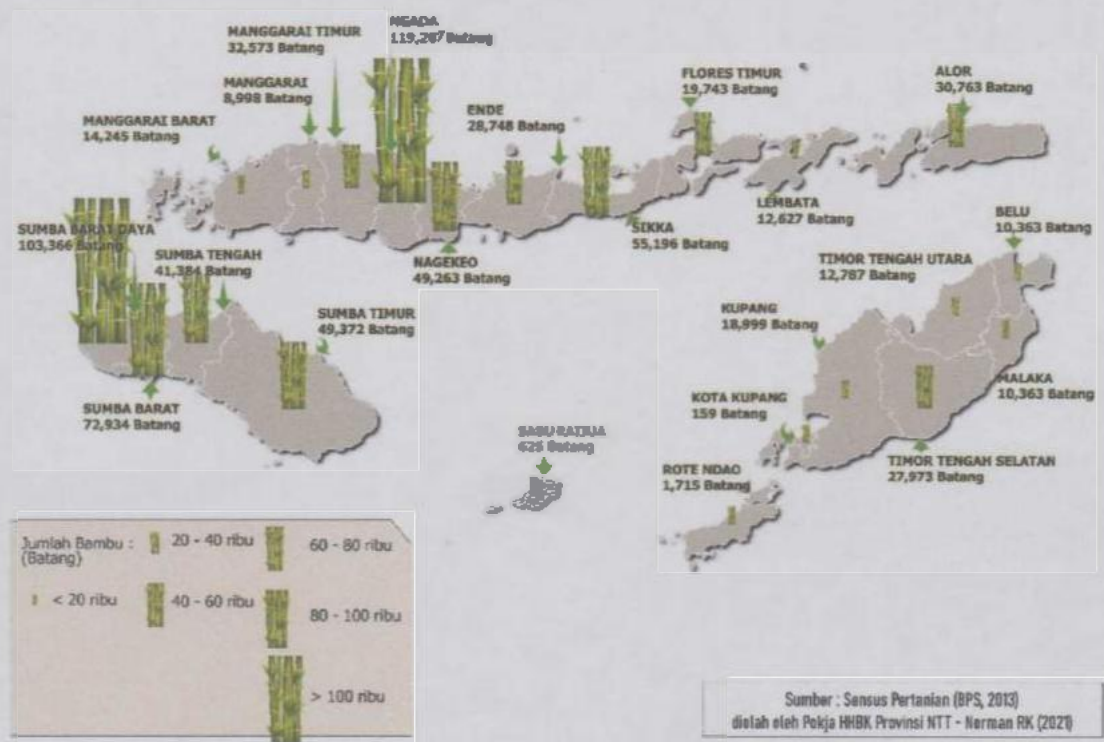 MANGGARAI TIMUR
32,573 Batang
NGADA
119,207 Batang
MANGGARAI
8,998 Batang
MANGGARAI BARAT
14,245 Batang
ENDE
28,748 Batang
FLORES TIMUR
19,743 Batang
ALOR
30,763 Batang
SUMBA BARAT DAYA
103,366 Batang
SUMBA TENGAH
41,384 Batang
NAGEKEO
49,263 Batang
SIKKA
55,196 Batang
LEMBATA
12,627 Batang
BELU
10,363 Batang
TIMOR TENGAH UTARA
12,787 Batang
SUMBA TIMUR
49,372 Batang
KUPANG
18,999 Batang
SUMBA BARAT
72,934 Batang
KOTA KUPANG
159 Batang
MALAKA
10,363 Batang
SABU RAIJUA
625 Batang
ROTE NDAO
1,715 Batang
TIMOR TENGAH SELATAN
27,973 Batang
Jumlah Bambu :
(Batang)
< 20 ribu
20 - 40 ribu
40 - 60 ribu
60 - 80 ribu
80 - 100 ribu
> 100 ribu
Sumber : Sensus Pertanian (BPS, 2013)
diolah oleh Pokja HHBK Provinsi NTT - Norman RK (2021)